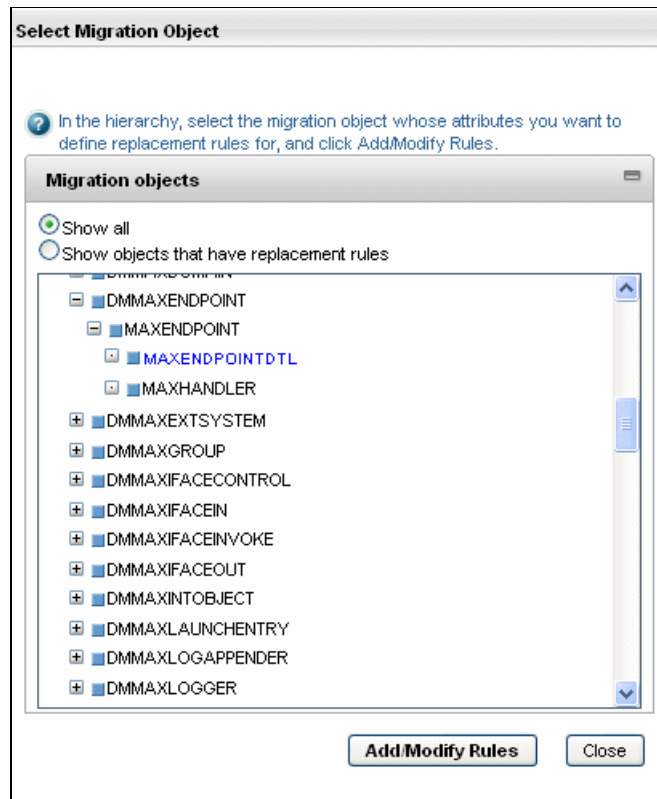 Select Migration Object
In the hierarchy, select the migration object whose attributes you want to
define replacement rules for, and click Add/Modify Rules.
Migration objects
Show all
Show objects that have replacement rules
DMMAXENDPOINT
MAXENDPOINT
MAXENDPOINTDTL
MAXHANDLER
DMMAXEXTSYSTEM
DMMAXGROUP
DMMAXIFACECONTROL
DMMAXIFACEIN
DMMAXIFACEINVOKE
DMMAXIFACEOUT
DMMAXINTOBJECT
DMMAXLAUNCHENTRY
DMMAXLOGAPPENDER
DMMAXLOGGER
Add/Modify Rules Close